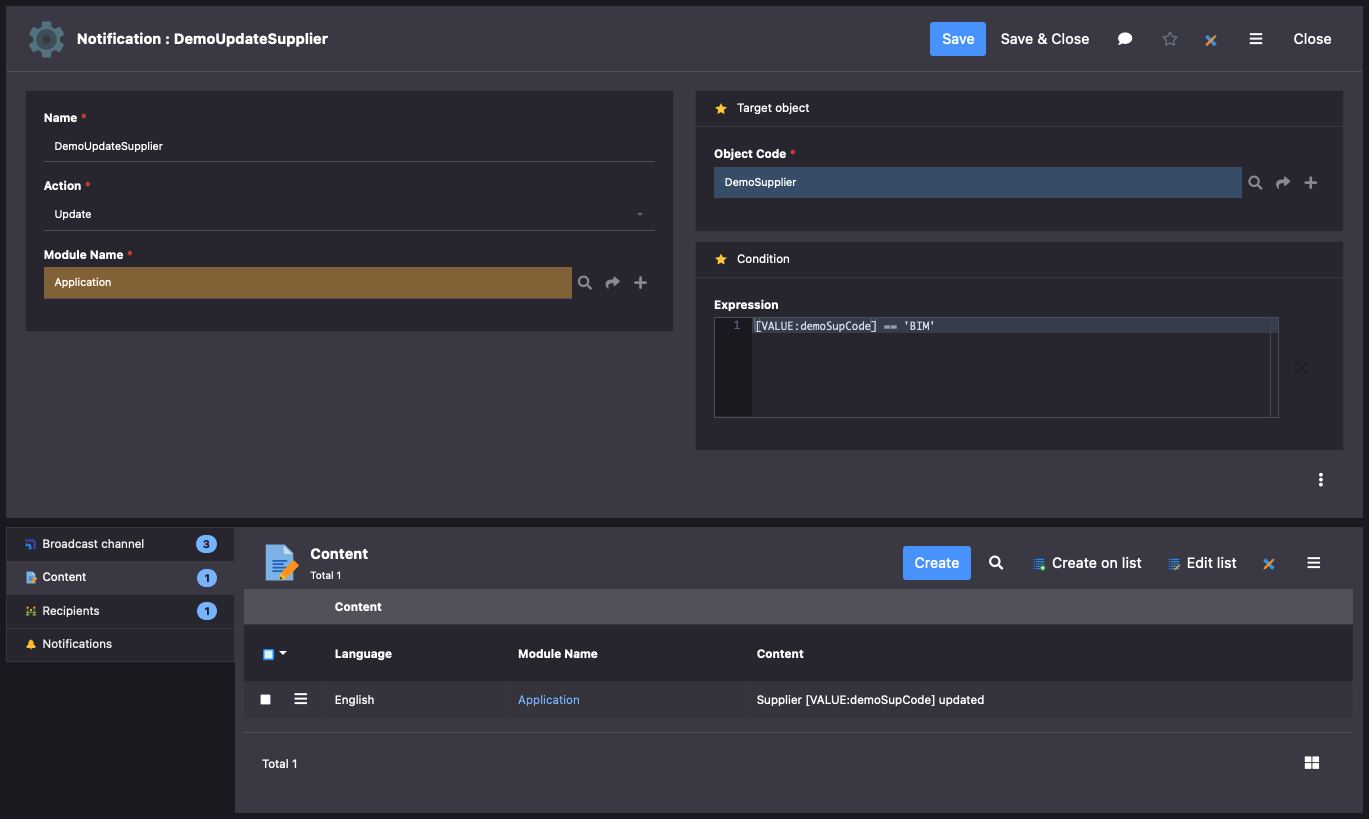 Notification : DemoUpdateSupplier
Save
Save & Close
Close
Name *
DemoUpdateSupplier
Action *
Update
Module Name *
Application
Target object
Object Code *
DemoSupplier
Condition
Expression
1 [VALUE:demoSupCode] == 'BIM'
Broadcast channel 3
Content 1
Recipients 1
Notifications
Content
Total 1
Create
Create on list
Edit list
Content
Language Module Name Content
English Application Supplier [VALUE:demoSupCode] updated
Total 1